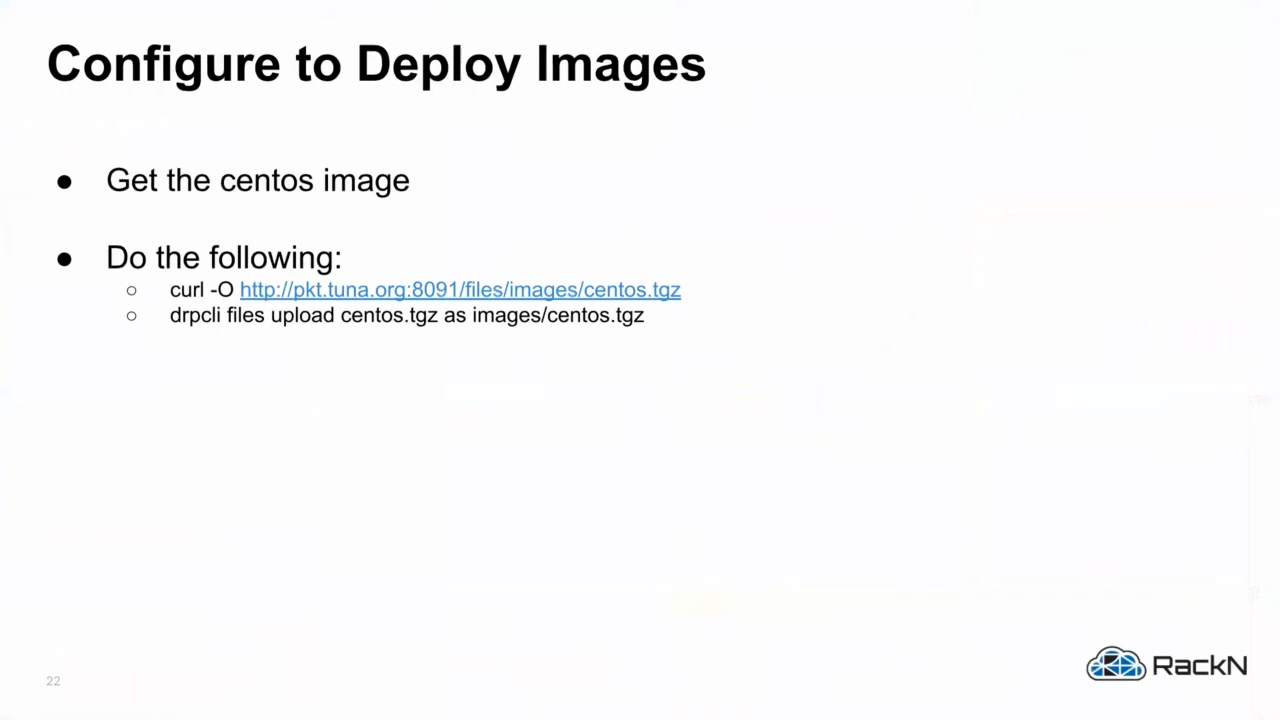 Configure to Deploy Images
● Get the centos image
● Do the following:
○ curl -O http://pkt.tuna.org:8091/files/images/centos.tgz
○ drpcli files upload centos.tgz as images/centos.tgz
22
RackN